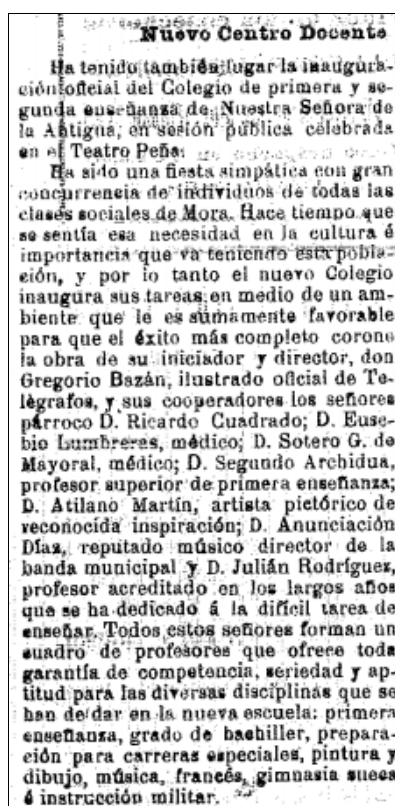 Nuevo Centro Docente
Ha tenido también lugar la inaugura-
ción oficial del Colegio de primera y se-
gunda enseñanza de Nuestra Señora de
la Antigua, en sesión pública celebrada
en el Teatro Peña.
Ha sido una fiesta simpática con gran
concurrencia de individuos de todas las
clases sociales de Mora. Hace tiempo que
se sentía esa necesidad en la cultura é
importancia que va teniendo esta pobla-
ción, y por lo tanto el nuevo Colegio
inaugura sus tareas en medio de un am-
biente que le es sumamente favorable
para que el éxito más completo corone
la obra de su iniciador y director, don
Gregorio Bazán, ilustrado oficial de Te-
légrafos, y sus cooperadores los señores
párroco D. Ricardo Cuadrado; D. Euse-
bio Lumbreras, médico; D. Sotero G. de
Mayoral, médico; D. Segundo Archidua,
profesor superior de primera enseñanza;
D. Atilano Martín, artista pictórico de
reconocida inspiración; D. Anunciación
Díaz, reputado músico director de la
banda municipal y D. Julián Rodríguez,
profesor acreditado en los largos años
que se ha dedicado á la difícil tarea de
enseñar. Todos estos señores forman un
cuadro de profesores que ofrece toda
garantía de competencia, seriedad y ap-
titud para las diversas disciplinas que se
han de dar en la nueva escuela: primera
enseñanza, grado de bachiller, prepara-
ción para carreras especiales, pintura y
dibujo, música, francés, gimnasia sueca
é instrucción militar.